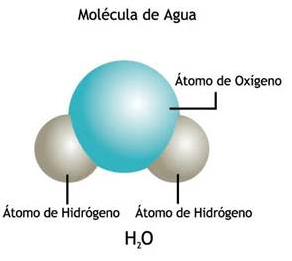 Molécula de Agua
Átomo de Oxígeno
Átomo de Hidrógeno
Átomo de Hidrógeno
H₂O